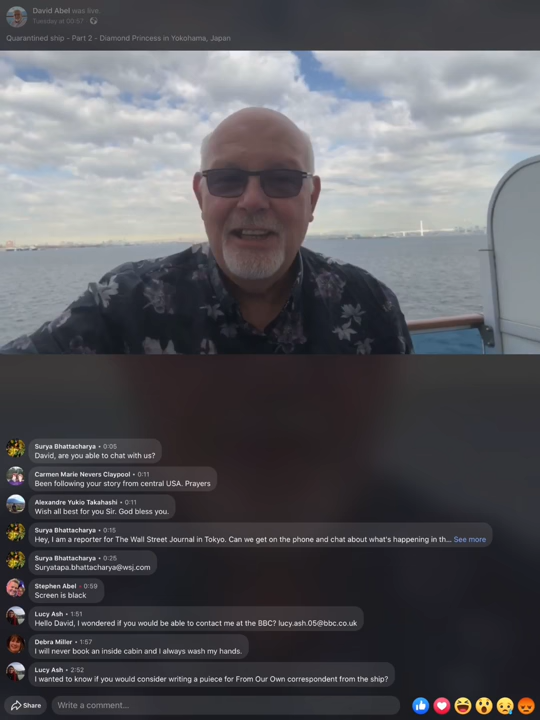 David Abel was live.
Tuesday at 00:57
Quarantined ship - Part 2 - Diamond Princess in Yokohama, Japan
Surya Bhattacharya • 0:05
David, are you able to chat with us?
Carmen Marie Nevers Claypool • 0:11
Been following your story from central USA. Prayers
Alexandre Yukio Takahashi • 0:11
Wish all best for you Sir. God bless you.
Surya Bhattacharya • 0:15
Hey, I am a reporter for The Wall Street Journal in Tokyo. Can we get on the phone and chat about what's happening in th... See more
Surya Bhattacharya • 0:25
Suryatapa.bhattacharya@wsj.com
Stephen Abel • 0:59
Screen is black
Lucy Ash • 1:51
Hello David, I wondered if you would be able to contact me at the BBC? lucy.ash.05@bbc.co.uk
Debra Miller • 1:57
I will never book an inside cabin and I always wash my hands.
Lucy Ash • 2:52
I wanted to know if you would consider writing a puiece for From Our Own correspondent from the ship?
Share
Write a comment...